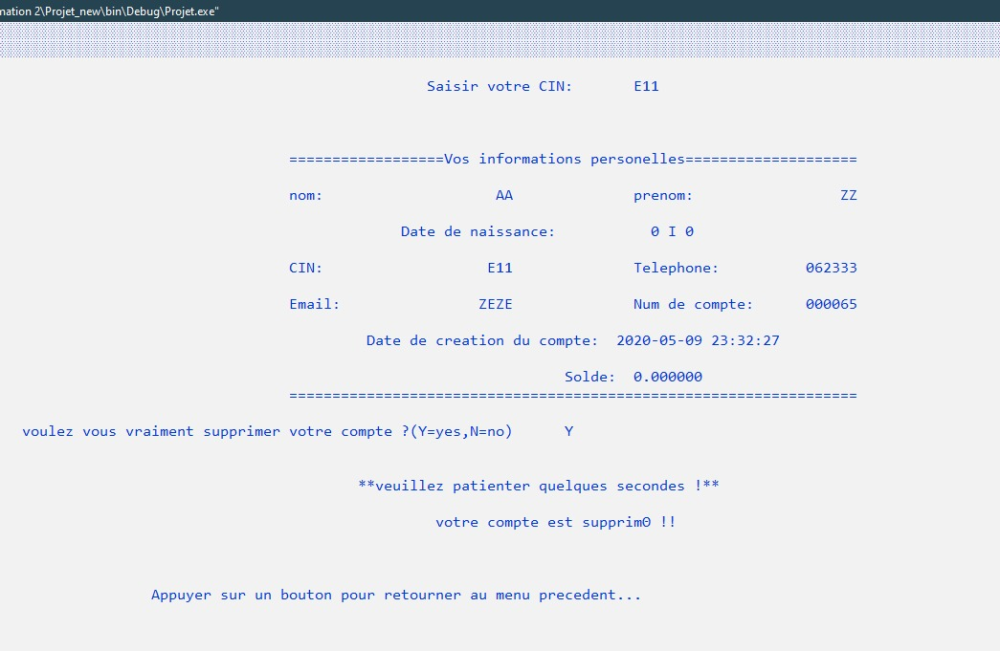 mation 2\Projet_new\bin\Debug\Projet.exe"
Saisir votre CIN: E11
==================Vos informations personelles====================
nom: AA prenom: ZZ
Date de naissance: 0 I 0
CIN: E11 Telephone: 062333
Email: ZEZE Num de compte: 000065
Date de creation du compte: 2020-05-09 23:32:27
Solde: 0.000000
==================================================================
voulez vous vraiment supprimer votre compte ?(Y=yes,N=no) Y
**veuillez patienter quelques secondes !**
votre compte est supprimΘ !!
Appuyer sur un bouton pour retourner au menu precedent...